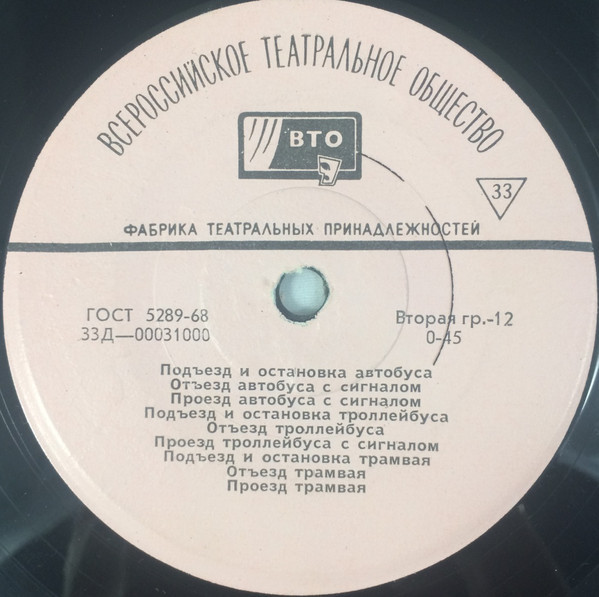 ВСЕРОССИЙСКОЕ ТЕАТРАЛЬНОЕ ОБЩЕСТВО
ВТО
33
ФАБРИКА ТЕАТРАЛЬНЫХ ПРИНАДЛЕЖНОСТЕЙ
ГОСТ 5289-68
Вторая гр.-12
33Д—00031000
0-45
Подъезд и остановка автобуса
Отъезд автобуса с сигналом
Проезд автобуса с сигналом
Подъезд и остановка троллейбуса
Отъезд троллейбуса
Проезд троллейбуса с сигналом
Подъезд и остановка трамвая
Отъезд трамвая
Проезд трамвая